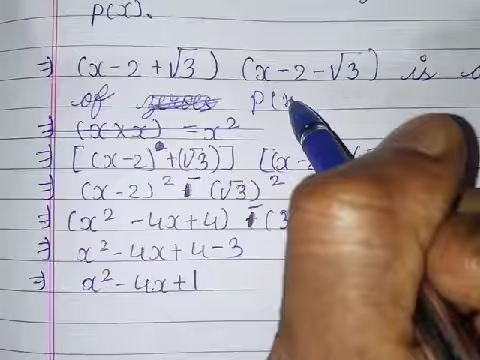 p(x).
⇒ (x-2+√3) (x-2-√3) is
of p(x
⇒ (x×x) = x²
[(x-2)+(√3)] [(x-2
⇒ (x-2)² - (√3)²
⇒ (x² -4x+4) - (3
⇒ x²-4x+4-3
⇒ x²-4x+1